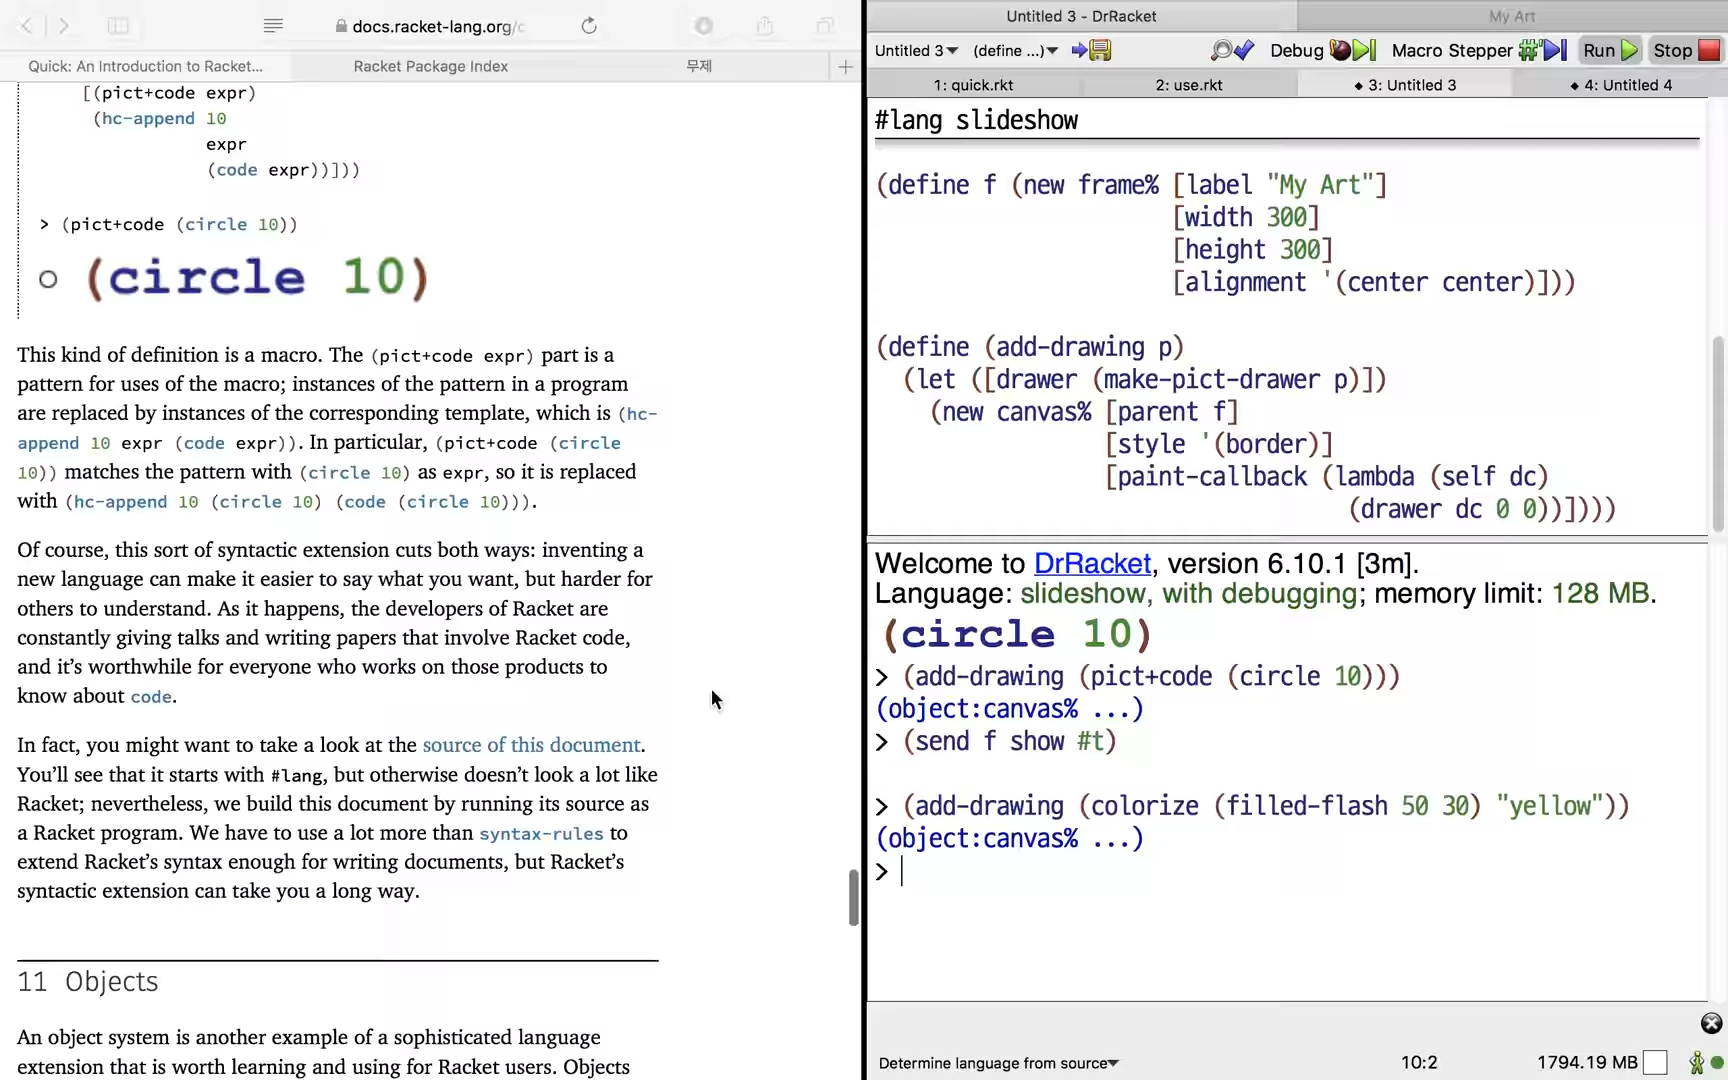 docs.racket-lang.org/c
Quick: An Introduction to Racket...
Racket Package Index
무제
[(pict+code expr)
(hc-append 10
expr
(code expr))]))
> (pict+code (circle 10))
(circle 10)
This kind of definition is a macro. The (pict+code expr) part is a
pattern for uses of the macro; instances of the pattern in a program
are replaced by instances of the corresponding template, which is (hc-
append 10 expr (code expr)). In particular, (pict+code (circle
10)) matches the pattern with (circle 10) as expr, so it is replaced
with (hc-append 10 (circle 10) (code (circle 10))).
Of course, this sort of syntactic extension cuts both ways: inventing a
new language can make it easier to say what you want, but harder for
others to understand. As it happens, the developers of Racket are
constantly giving talks and writing papers that involve Racket code,
and it’s worthwhile for everyone who works on those products to
know about code.
In fact, you might want to take a look at the source of this document.
You’ll see that it starts with #lang, but otherwise doesn’t look a lot like
Racket; nevertheless, we build this document by running its source as
a Racket program. We have to use a lot more than syntax-rules to
extend Racket’s syntax enough for writing documents, but Racket’s
syntactic extension can take you a long way.
11 Objects
An object system is another example of a sophisticated language
extension that is worth learning and using for Racket users. Objects
Untitled 3 - DrRacket
My Art
Untitled 3 (define ...) Debug Macro Stepper Run Stop
1: quick.rkt
2: use.rkt
3: Untitled 3
4: Untitled 4
#lang slideshow
(define f (new frame% [label "My Art"]
[width 300]
[height 300]
[alignment '(center center)]))
(define (add-drawing p)
(let ([drawer (make-pict-drawer p)])
(new canvas% [parent f]
[style '(border)]
[paint-callback (lambda (self dc)
(drawer dc 0 0))])))
Welcome to DrRacket, version 6.10.1 [3m].
Language: slideshow, with debugging; memory limit: 128 MB.
(circle 10)
> (add-drawing (pict+code (circle 10)))
(object:canvas% ...)
> (send f show #t)
> (add-drawing (colorize (filled-flash 50 30) "yellow"))
(object:canvas% ...)
>
Determine language from source
10:2
1794.19 MB